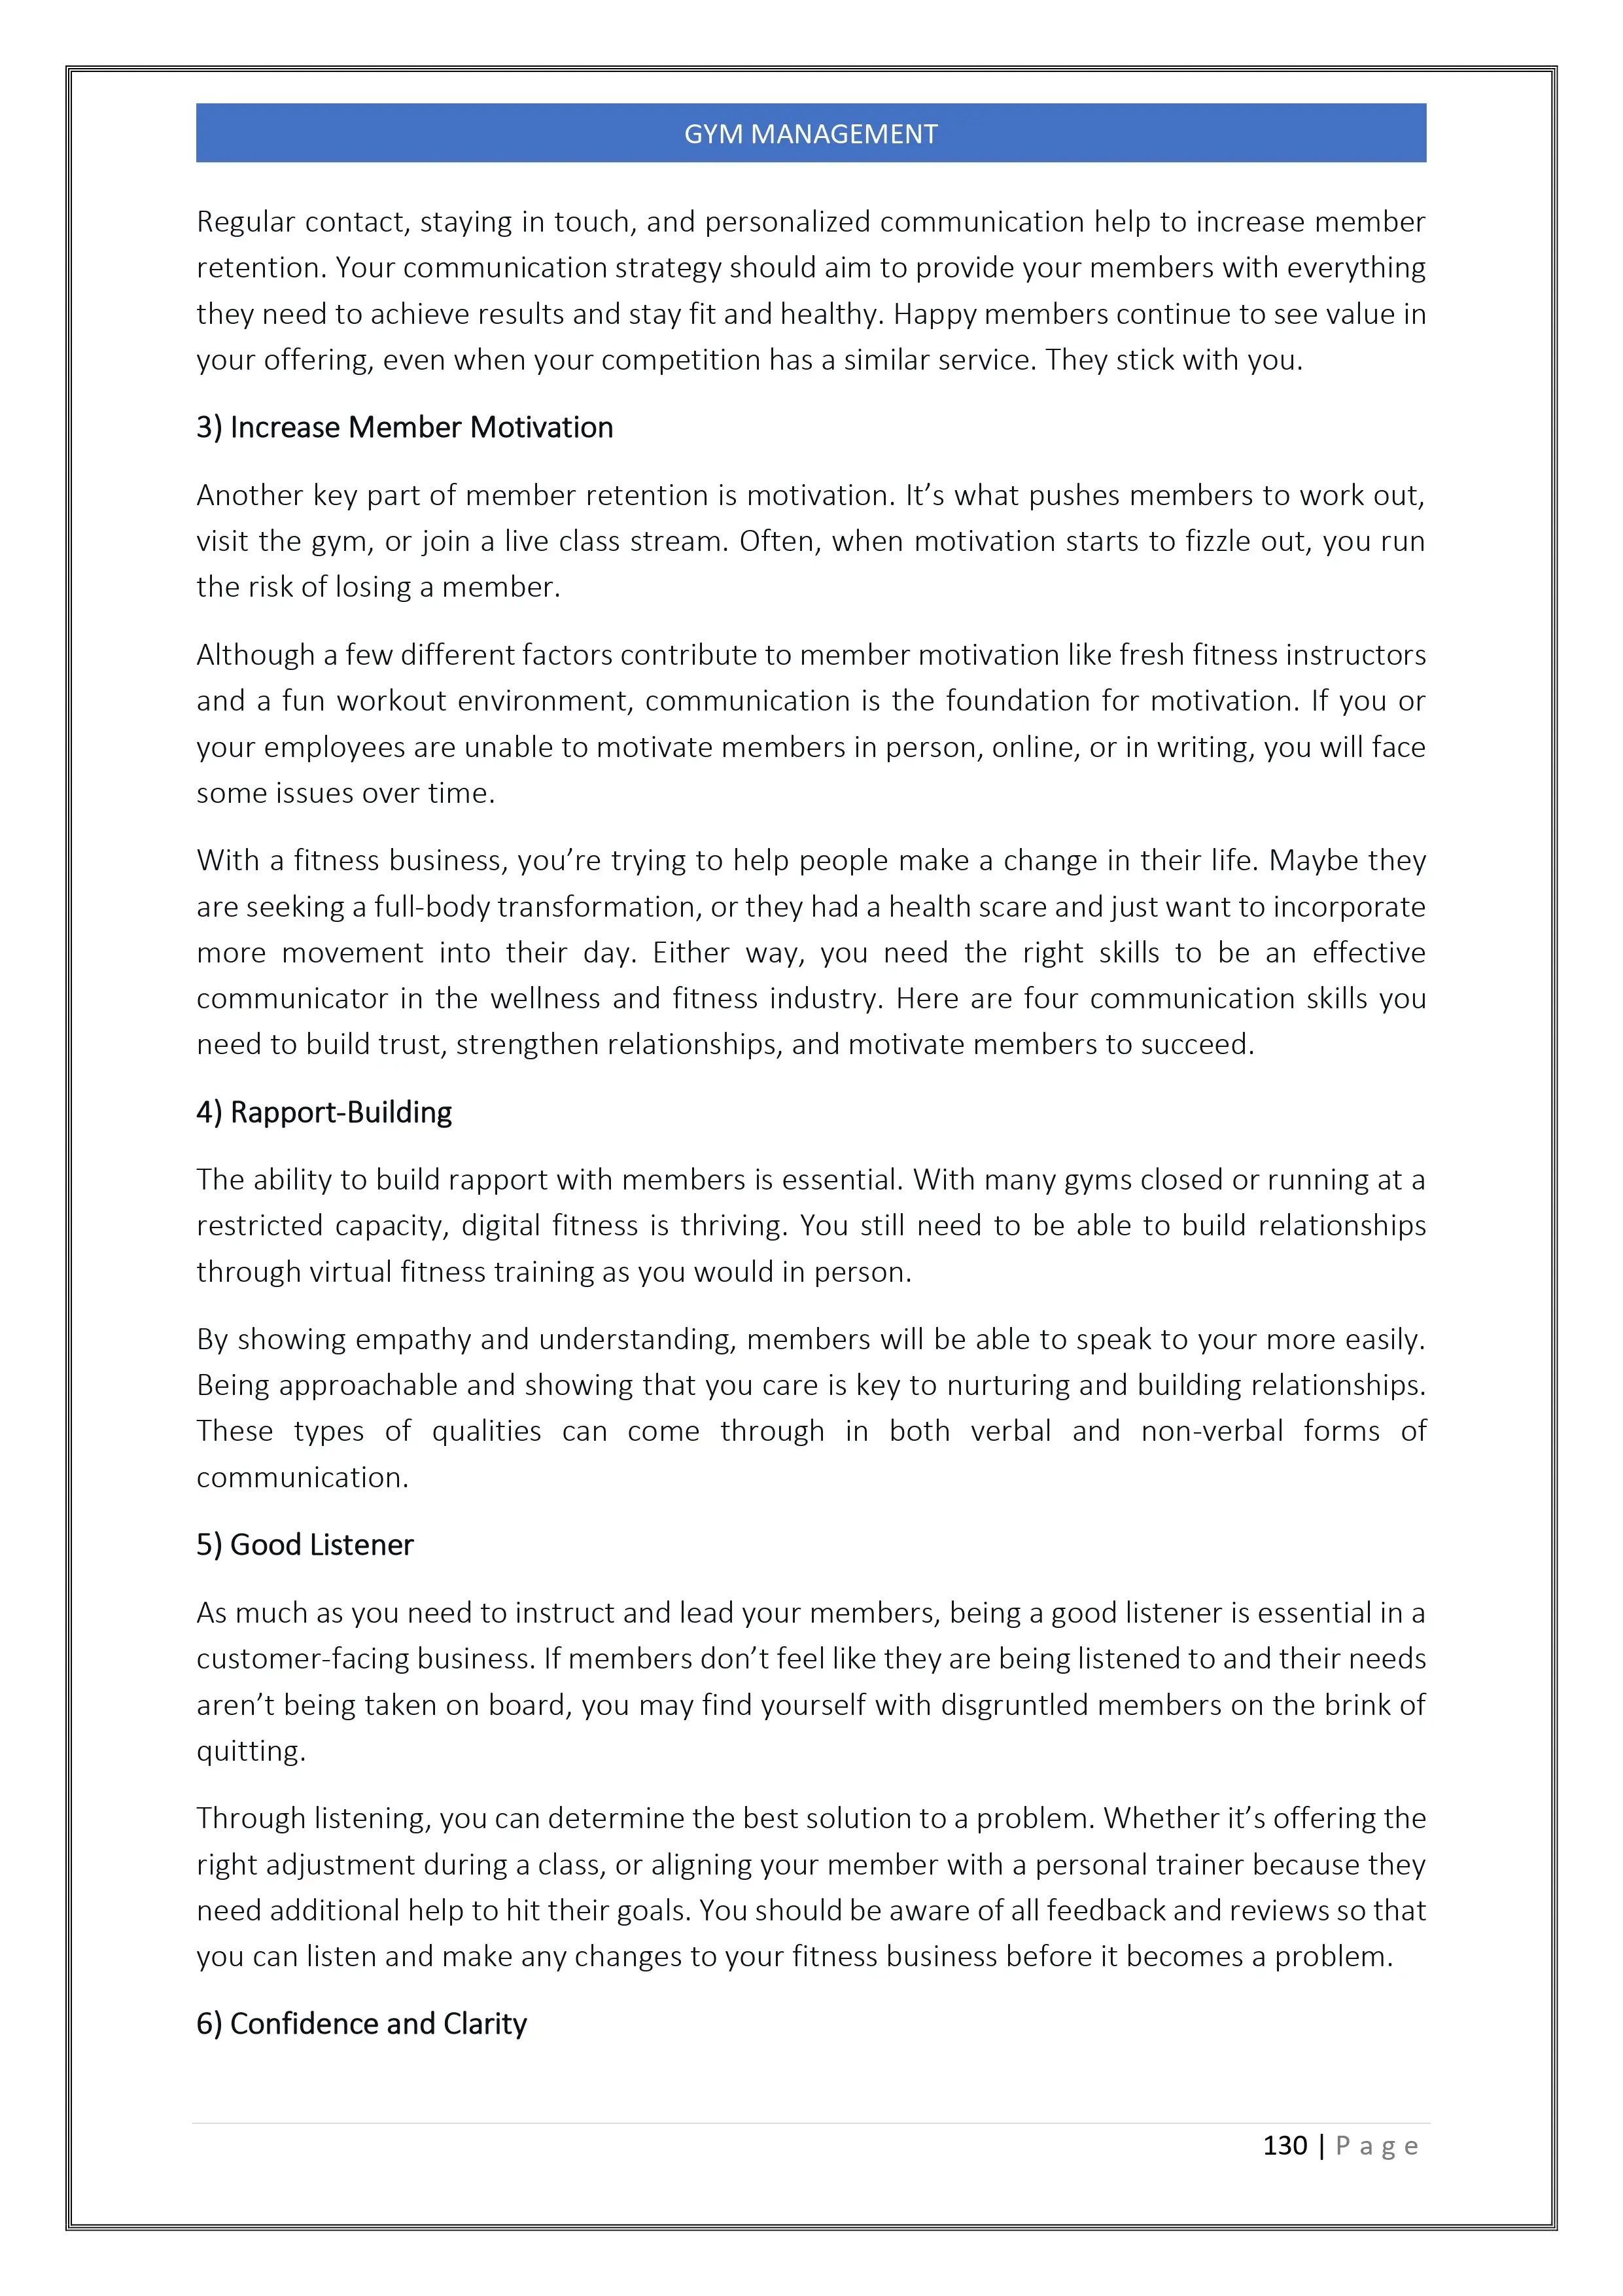 GYM MANAGEMENT
Regular contact, staying in touch, and personalized communication help to increase member
retention. Your communication strategy should aim to provide your members with everything
they need to achieve results and stay fit and healthy. Happy members continue to see value in
your offering, even when your competition has a similar service. They stick with you.
3) Increase Member Motivation
Another key part of member retention is motivation. It’s what pushes members to work out,
visit the gym, or join a live class stream. Often, when motivation starts to fizzle out, you run
the risk of losing a member.
Although a few different factors contribute to member motivation like fresh fitness instructors
and a fun workout environment, communication is the foundation for motivation. If you or
your employees are unable to motivate members in person, online, or in writing, you will face
some issues over time.
With a fitness business, you’re trying to help people make a change in their life. Maybe they
are seeking a full-body transformation, or they had a health scare and just want to incorporate
more movement into their day. Either way, you need the right skills to be an effective
communicator in the wellness and fitness industry. Here are four communication skills you
need to build trust, strengthen relationships, and motivate members to succeed.
4) Rapport-Building
The ability to build rapport with members is essential. With many gyms closed or running at a
restricted capacity, digital fitness is thriving. You still need to be able to build relationships
through virtual fitness training as you would in person.
By showing empathy and understanding, members will be able to speak to your more easily.
Being approachable and showing that you care is key to nurturing and building relationships.
These types of qualities can come through in both verbal and non-verbal forms of
communication.
5) Good Listener
As much as you need to instruct and lead your members, being a good listener is essential in a
customer-facing business. If members don’t feel like they are being listened to and their needs
aren’t being taken on board, you may find yourself with disgruntled members on the brink of
quitting.
Through listening, you can determine the best solution to a problem. Whether it’s offering the
right adjustment during a class, or aligning your member with a personal trainer because they
need additional help to hit their goals. You should be aware of all feedback and reviews so that
you can listen and make any changes to your fitness business before it becomes a problem.
6) Confidence and Clarity
130 | Page